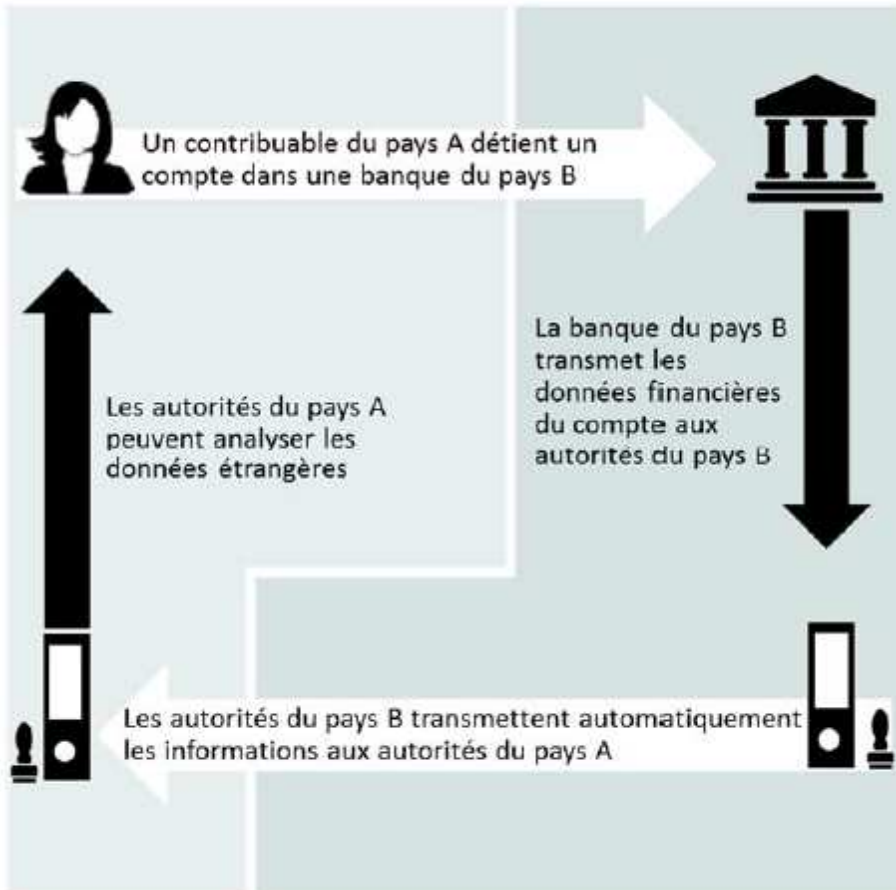 Un contribuable du pays A détient un
compte dans une banque du pays B
La banque du pays B
transmet les
données financières
du compte aux
autorités du pays B
Les autorités du pays B transmettent automatiquement
les informations aux autorités du pays A
Les autorités du pays A
peuvent analyser les
données étrangères